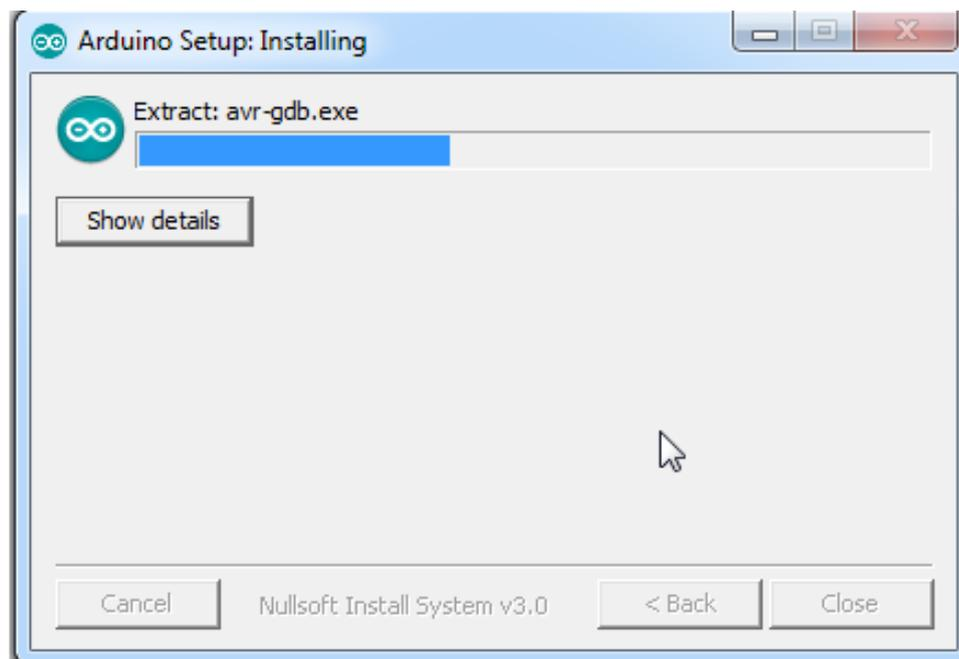 Arduino Setup: Installing
Extract: avr-gdb.exe
Show details
Cancel
Nullsoft Install System v3.0
< Back
Close